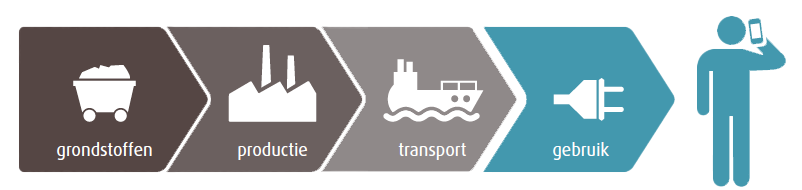 grondstoffen
productie
transport
gebruik